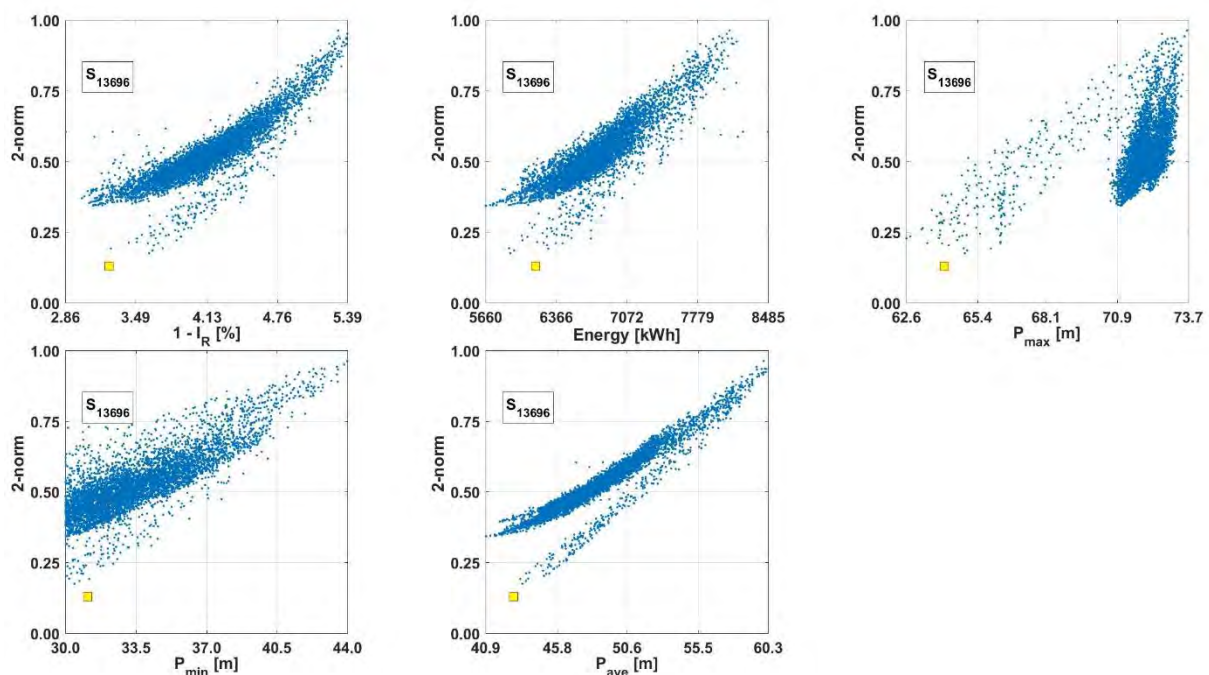 1.00
0.75
0.50
0.25
0.00
2-norm
S13696
2.86 3.49 4.13 4.76 5.39
1 - IR [%]
1.00
0.75
0.50
0.25
0.00
2-norm
S13696
5660 6366 7072 7779 8485
Energy [kWh]
1.00
0.75
0.50
0.25
0.00
2-norm
S13696
62.6 65.4 68.1 70.9 73.7
Pmax [m]
1.00
0.75
0.50
0.25
0.00
2-norm
S13696
30.0 33.5 37.0 40.5 44.0
Pmin [m]
1.00
0.75
0.50
0.25
0.00
2-norm
S13696
40.9 45.8 50.6 55.5 60.3
Pave [m]